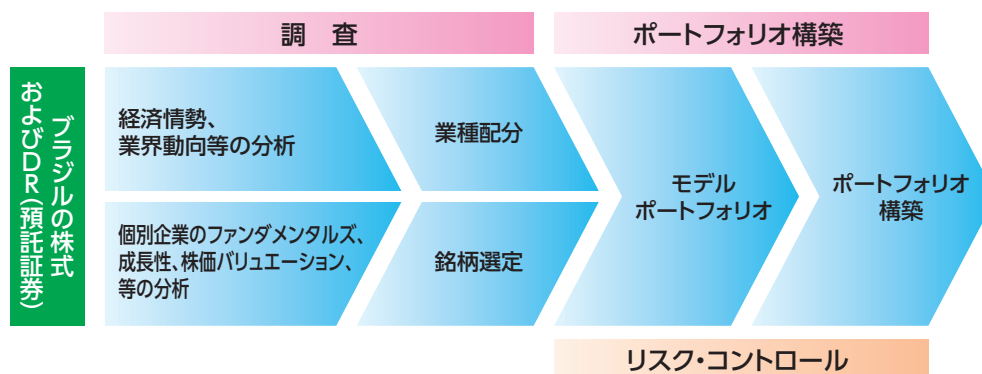 調 査
ポートフォリオ構築
ブラジルの株式
およびDR(預託証券)
経済情勢、
業界動向等の分析
業種配分
個別企業のファンダメンタルズ、
成長性、株価バリュエーション、
等の分析
銘柄選定
モデル
ポートフォリオ
ポートフォリオ
構築
リスク・コントロール